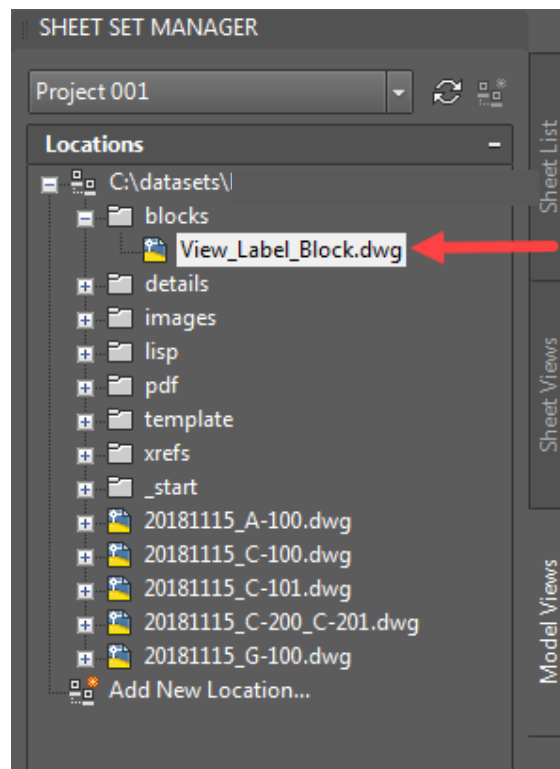 SHEET SET MANAGER
Project 001
Locations
C:\datasets\
blocks
View_Label_Block.dwg
details
images
lisp
pdf
template
xrefs
_start
20181115_A-100.dwg
20181115_C-100.dwg
20181115_C-101.dwg
20181115_C-200_C-201.dwg
20181115_G-100.dwg
Add New Location...
Sheet List
Sheet Views
Model Views